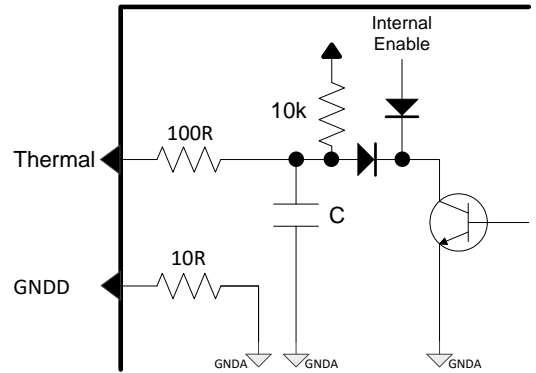 Internal
Enable
10k
100R
Thermal
C
10R
GNDD
GNDA
GNDA
GNDA